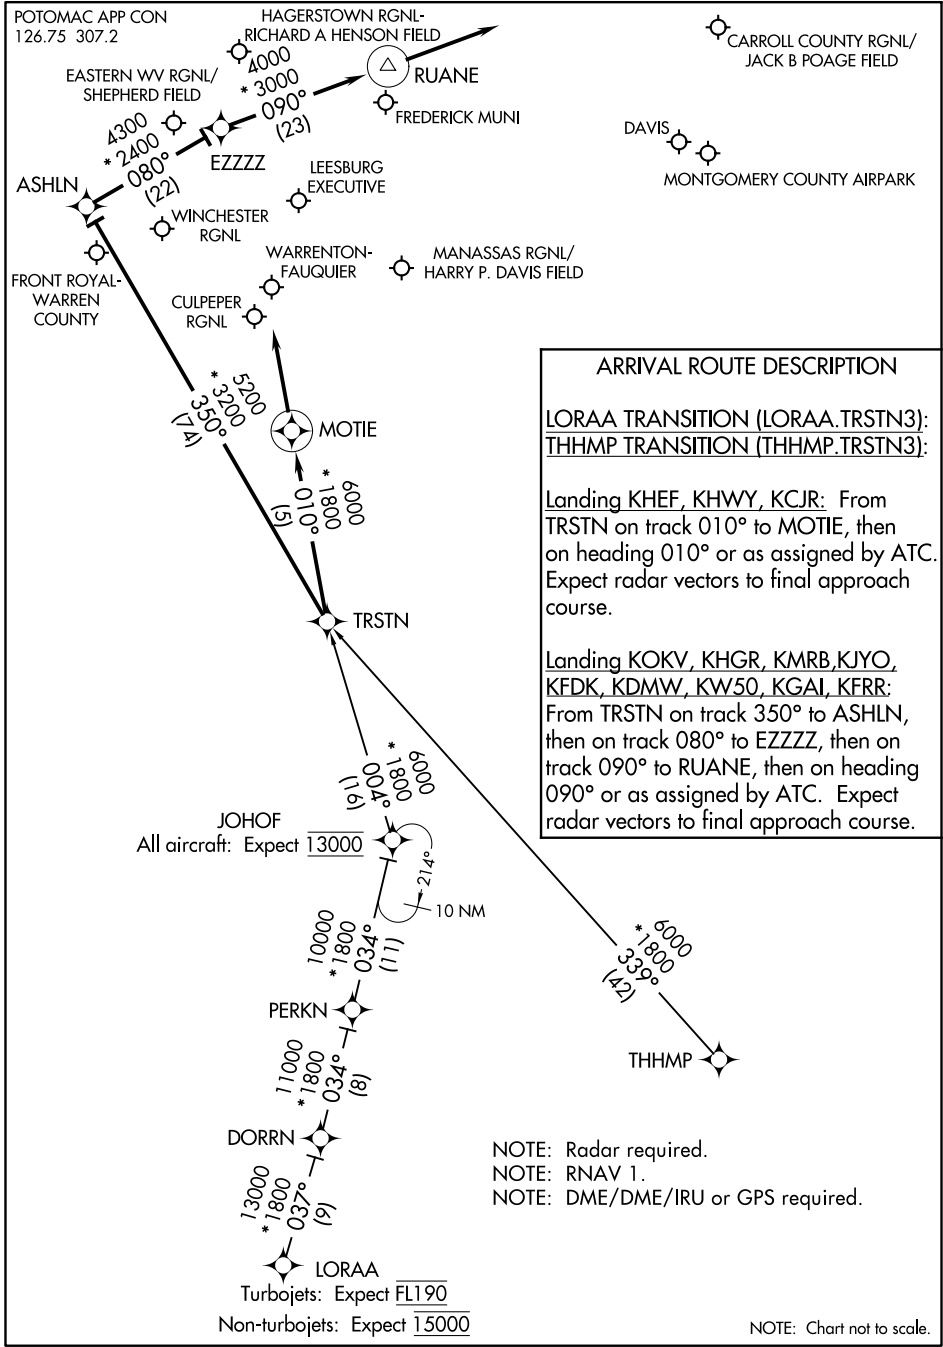 POTOMAC APP CON
126.75 307.2
HAGERSTOWN RGNL-
RICHARD A HENSON FIELD
CARROLL COUNTY RGNL/
JACK B POAGE FIELD
EASTERN WV RGNL/
SHEPHERD FIELD
4000
* 3000
090°
(23)
RUANE
FREDERICK MUNI
4300
* 2400
080°
(22)
EZZZZ
DAVIS
MONTGOMERY COUNTY AIRPARK
ASHLN
LEESBURG
EXECUTIVE
WINCHESTER
RGNL
WARRENTON-
FAUQUIER
MANASSAS RGNL/
HARRY P. DAVIS FIELD
FRONT ROYAL-
WARREN
COUNTY
CULPEPER
RGNL
5200
* 3200
350°
(74)
MOTIE
6000
* 1800
010°
(5)
ARRIVAL ROUTE DESCRIPTION
LORAA TRANSITION (LORAA.TRSTN3):
THHMP TRANSITION (THHMP.TRSTN3):
Landing KHEF, KHWY, KCJR: From
TRSTN on track 010° to MOTIE, then
on heading 010° or as assigned by ATC.
Expect radar vectors to final approach
course.
Landing KOKV, KHGR, KMRB,KJYO,
KFDK, KDMW, KW50, KGAI, KFRR:
From TRSTN on track 350° to ASHLN,
then on track 080° to EZZZZ, then on
track 090° to RUANE, then on heading
090° or as assigned by ATC. Expect
radar vectors to final approach course.
TRSTN
6000
* 1800
004°
(16)
JOHOF
All aircraft: Expect 13000
214°
10 NM
10000
* 1800
034°
(11)
6000
*1800
339°
(42)
PERKN
THHMP
11000
*1800
034°
(8)
DORRN
13000
*1800
037°
(9)
NOTE: Radar required.
NOTE: RNAV 1.
NOTE: DME/DME/IRU or GPS required.
LORAA
Turbojets: Expect FL190
Non-turbojets: Expect 15000
NOTE: Chart not to scale.